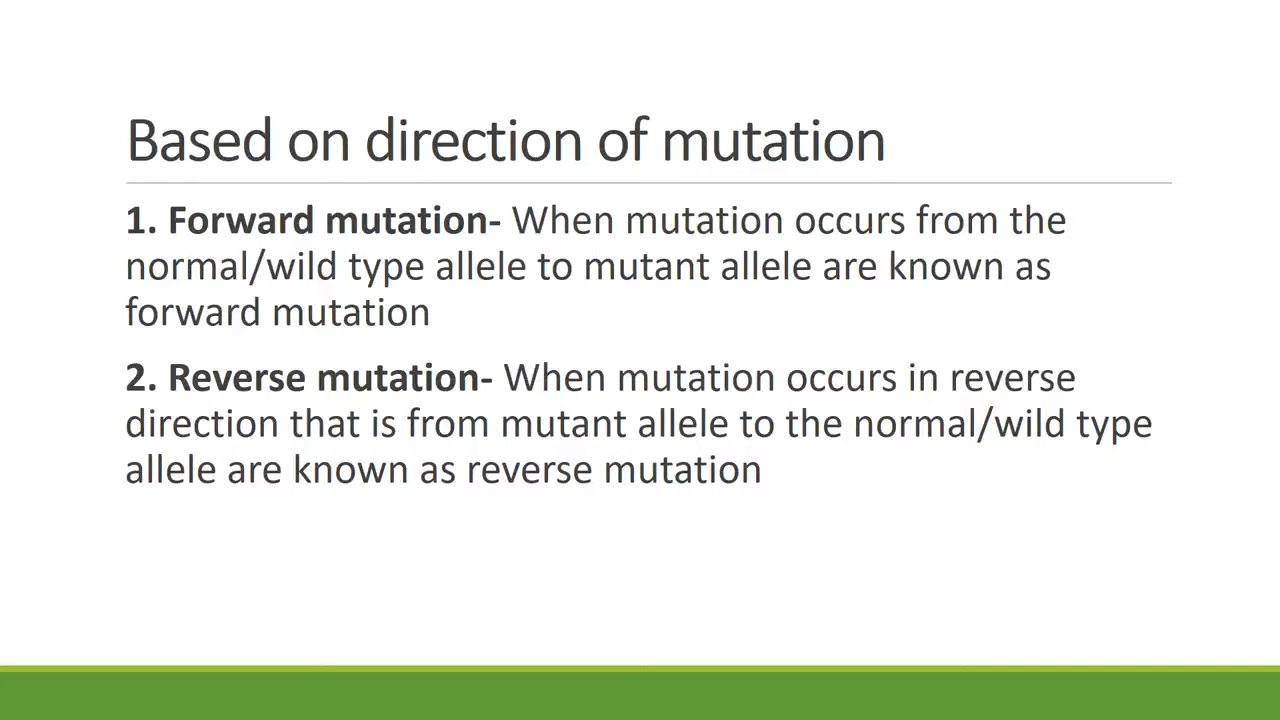 Based on direction of mutation
1. Forward mutation- When mutation occurs from the
normal/wild type allele to mutant allele are known as
forward mutation
2. Reverse mutation- When mutation occurs in reverse
direction that is from mutant allele to the normal/wild type
allele are known as reverse mutation